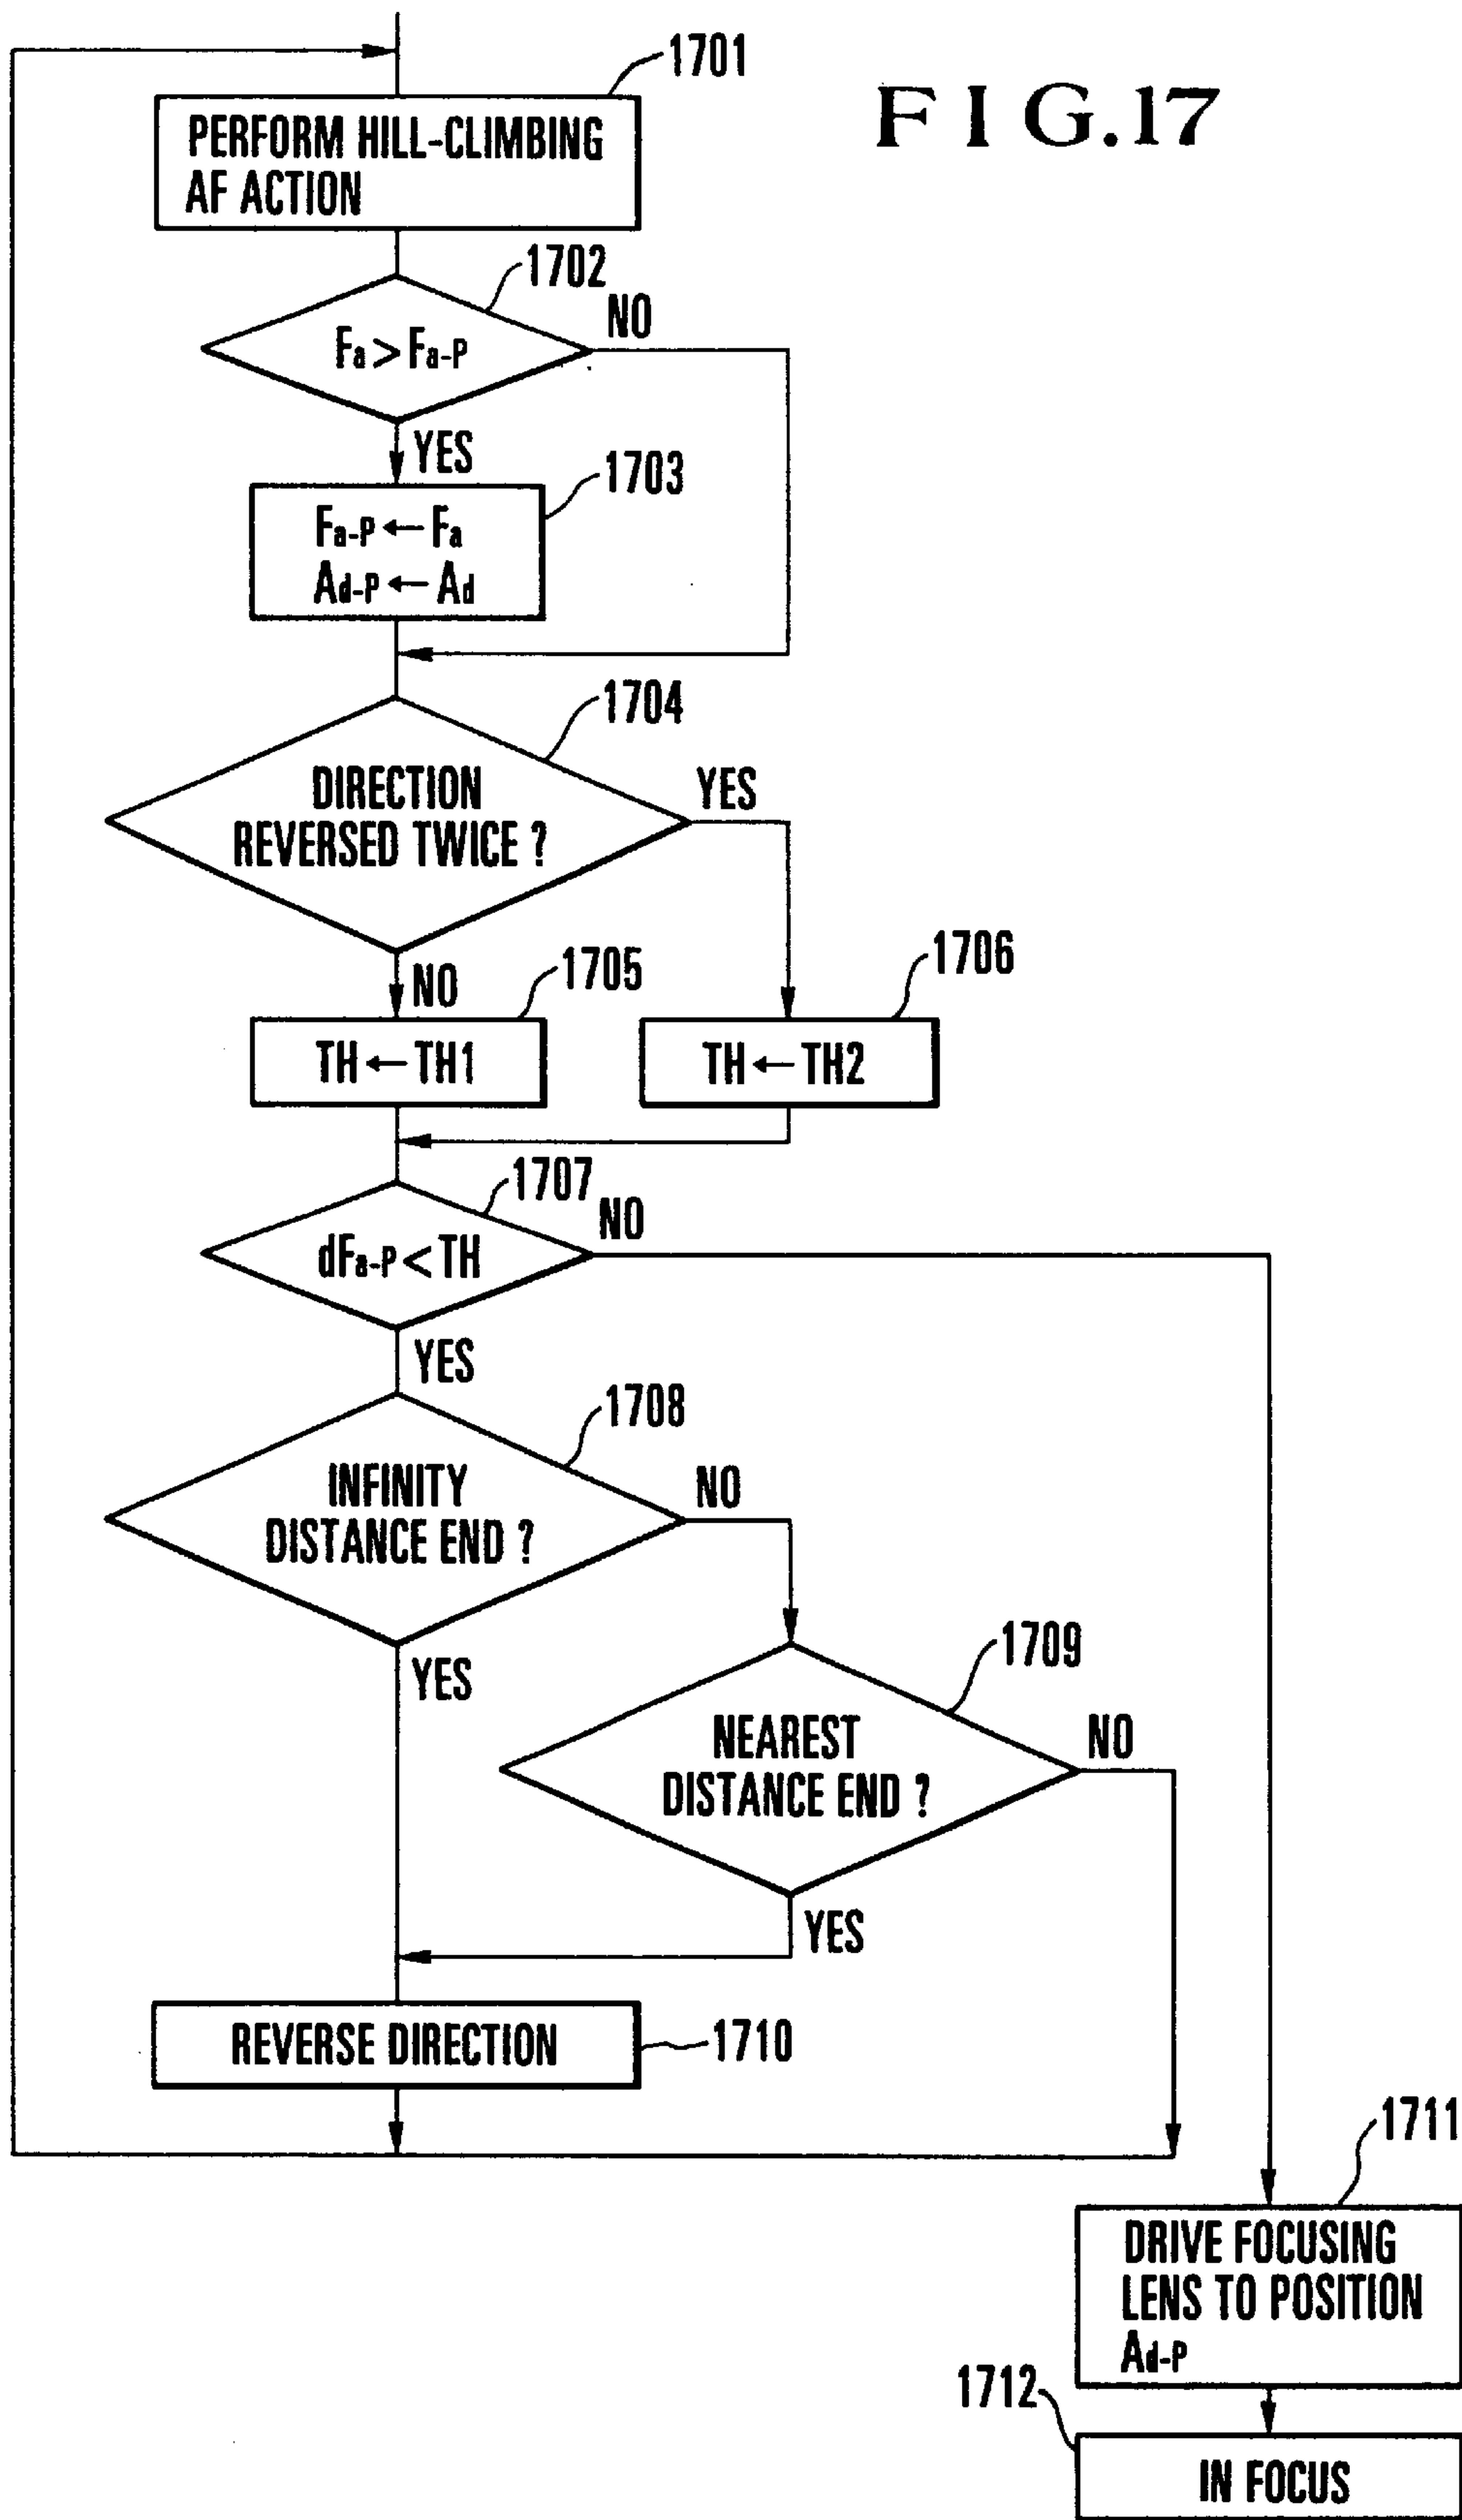 FIG.17
1701
PERFORM HILL-CLIMBING
AF ACTION
1702
Fa > Fa-P
NO
YES
1703
Fa-P ← Fa
Ad-P ← Ad
1704
DIRECTION
REVERSED TWICE ?
YES
NO
1705
TH ← TH1
1706
TH ← TH2
1707
dFa-P < TH
NO
YES
1708
INFINITY
DISTANCE END ?
NO
YES
1709
NEAREST
DISTANCE END ?
NO
YES
REVERSE DIRECTION
1710
1711
DRIVE FOCUSING
LENS TO POSITION
Ad-P
1712
IN FOCUS